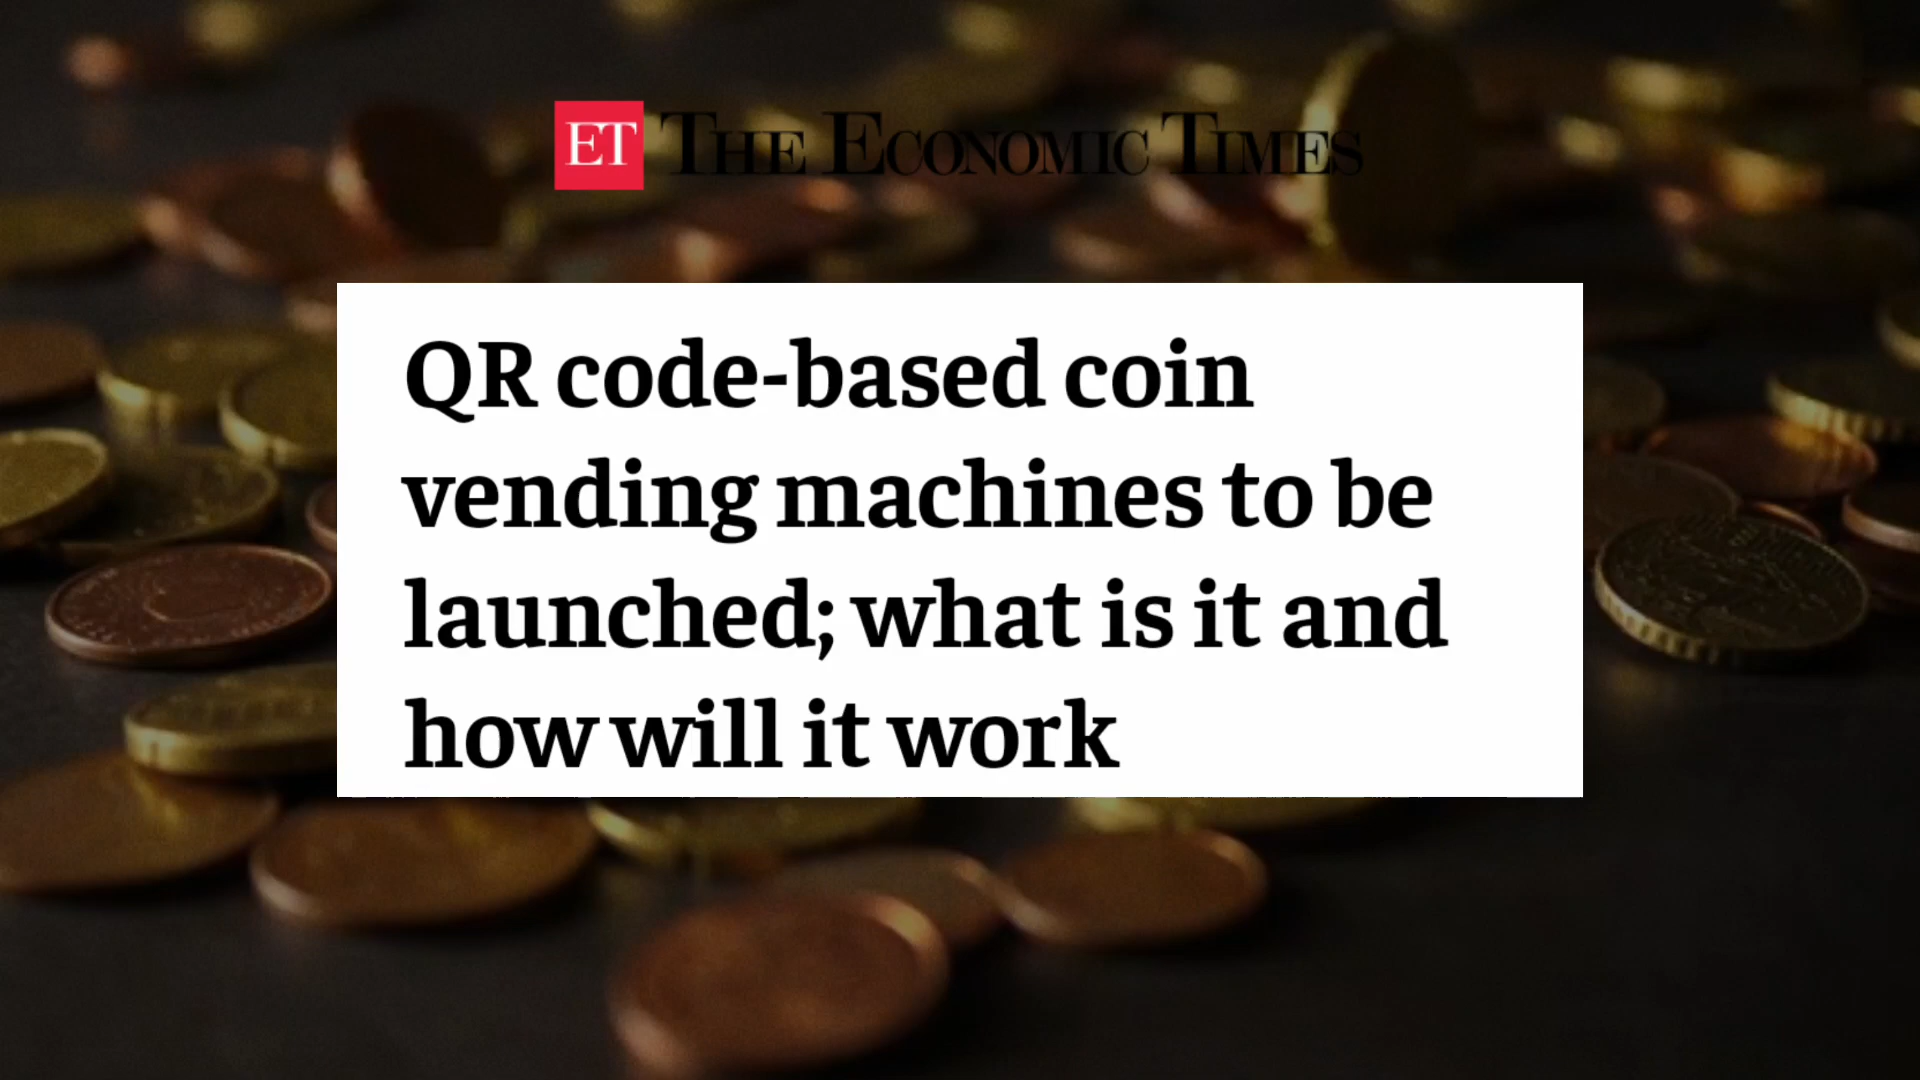 ET THE ECONOMIC TIMES
QR code-based coin
vending machines to be
launched; what is it and
how will it work